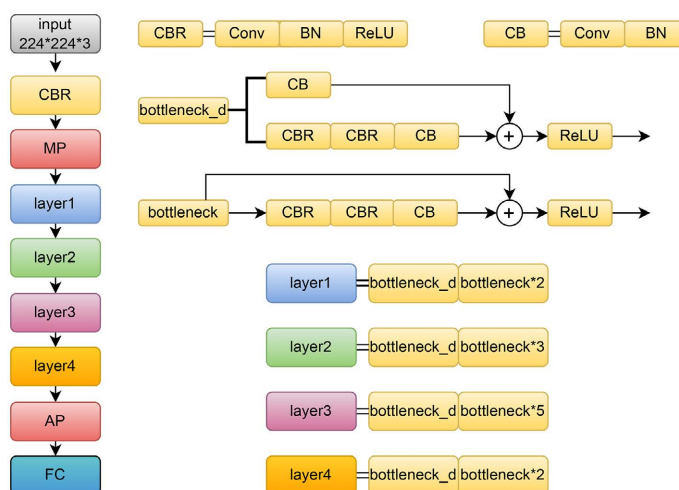 input
224*224*3
CBR
MP
layer1
layer2
layer3
layer4
AP
FC
CBR = Conv BN ReLU
CB = Conv BN
bottleneck_d
CB
CBR CBR CB + ReLU
bottleneck CBR CBR CB + ReLU
layer1 = bottleneck_d bottleneck*2
layer2 = bottleneck_d bottleneck*3
layer3 = bottleneck_d bottleneck*5
layer4 = bottleneck_d bottleneck*2